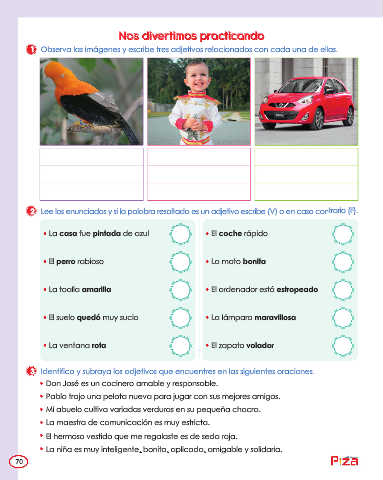 Nos divertimos practicando
1 Observa las imágenes y escribe tres adjetivos relacionados con cada una de ellas.
2 Lee los enunciados y si la palabra resaltada es un adjetivo escribe (V) o en caso contrario (F).
• La casa fue pintada de azul
• El coche rápido
• El perro rabioso
• La moto bonita
• La toalla amarilla
• El ordenador está estropeado
• El suelo quedó muy sucio
• La lámpara maravillosa
• La ventana rota
• El zapato volador
3 Identifica y subraya los adjetivos que encuentres en las siguientes oraciones.
• Don José es un cocinero amable y responsable.
• Pablo trajo una pelota nueva para jugar con sus mejores amigos.
• Mi abuelo cultiva variadas verduras en su pequeña chacra.
• La maestra de comunicación es muy estricta.
• El hermoso vestido que me regalaste es de seda roja.
• La niña es muy inteligente, bonita, aplicada, amigable y solidaria.
70